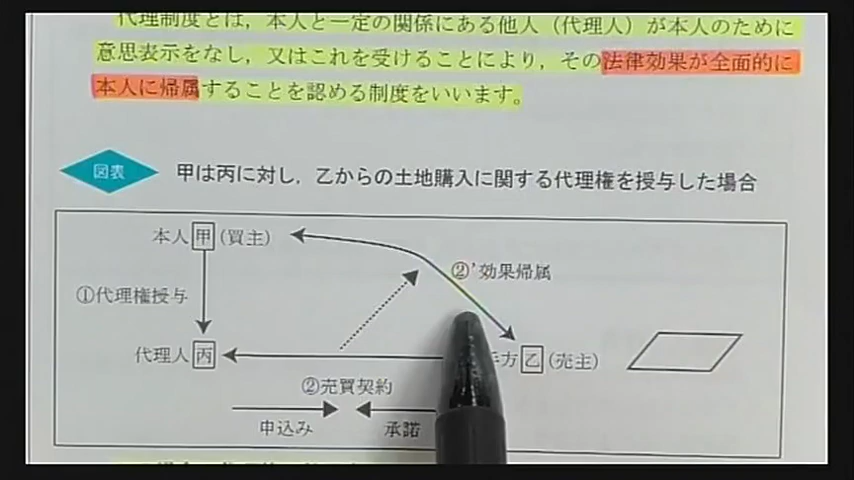 代理制度とは，本人と一定の関係にある他人（代理人）が本人のために
意思表示をなし，又はこれを受けることにより，その法律効果が全面的に
本人に帰属することを認める制度をいいます。
図表 甲は丙に対し，乙からの土地購入に関する代理権を授与した場合
本人 甲 (買主)
②'効果帰属
①代理権授与
代理人 丙
手方 乙 (売主)
②売買契約
申込み 承諾